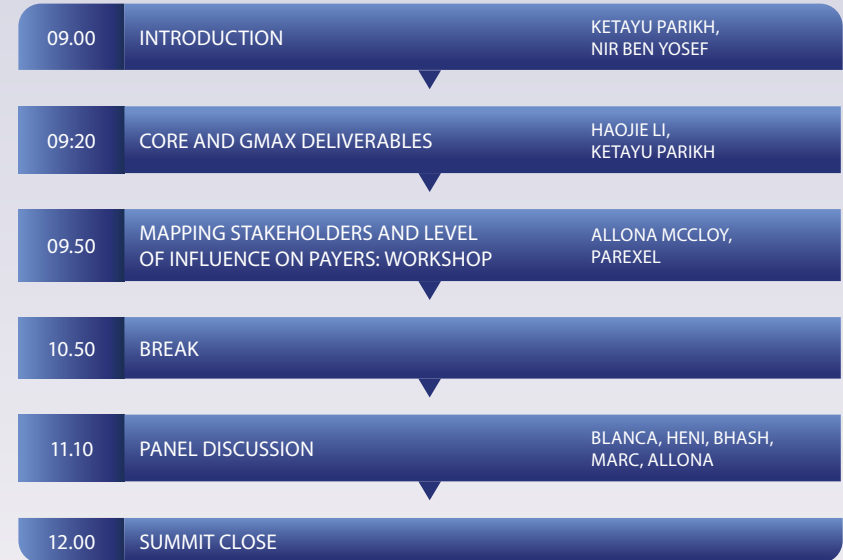 09.00 INTRODUCTION KETAYU PARIKH,
NIR BEN YOSEF
09:20 CORE AND GMAX DELIVERABLES HAOJIE LI,
KETAYU PARIKH
09.50 MAPPING STAKEHOLDERS AND LEVEL
OF INFLUENCE ON PAYERS: WORKSHOP
ALLONA MCCLOY,
PAREXEL
10.50 BREAK
11.10 PANEL DISCUSSION BLANCA, HENI, BHASH,
MARC, ALLONA
12.00 SUMMIT CLOSE